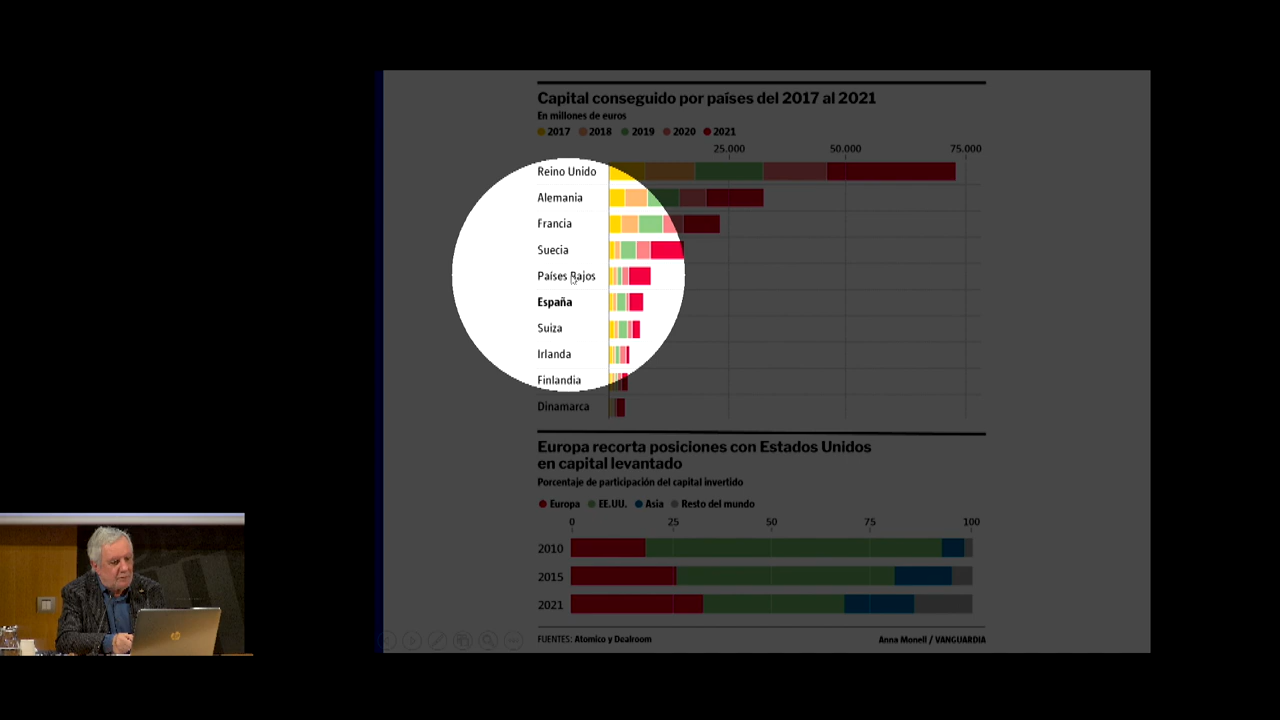 Capital conseguido por países del 2017 al 2021
En millones de euros
2017 2018 2019 2020 2021
25.000 50.000 75.000
Reino Unido
Alemania
Francia
Suecia
Países Bajos
España
Suiza
Irlanda
Finlandia
Dinamarca
Europa recorta posiciones con Estados Unidos
en capital levantado
Porcentaje de participación del capital invertido
Europa EE.UU. Asia Resto del mundo
0 25 50 75 100
2010
2015
2021
FUENTES: Atomico y Dealroom Anna Monell / VANGUARDIA